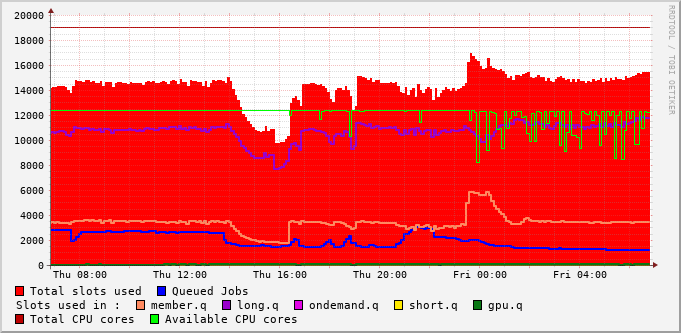 20000
18000
16000
14000
12000
10000
8000
6000
4000
2000
0
Thu 08:00 Thu 12:00 Thu 16:00 Thu 20:00 Fri 00:00 Fri 04:00
RRDTOOL / TOBI OETIKER
Total slots used Queued Jobs
Slots used in : member.q long.q ondemand.q short.q gpu.q
Total CPU cores Available CPU cores